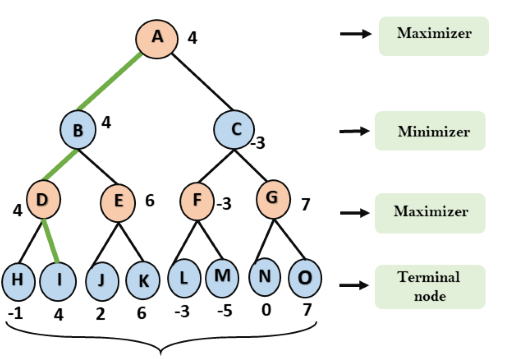 A 4 Maximizer
B 4 C -3 Minimizer
D 4 E 6 F -3 G 7 Maximizer
H I J K L M N O Terminal
node
-1 4 2 6 -3 -5 0 7